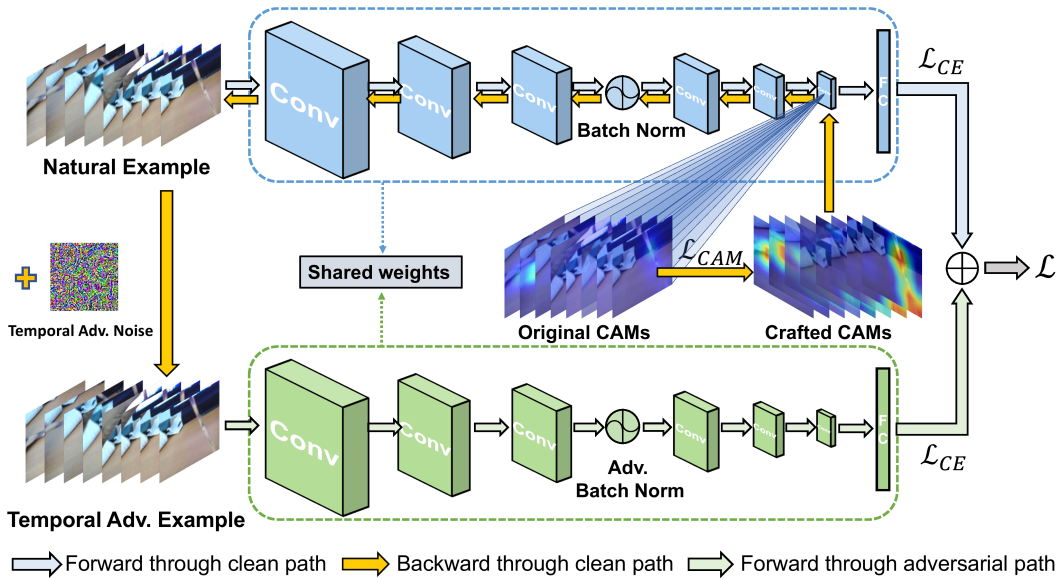 Conv
Conv
Conv
Batch Norm
Conv
Conv
FC
ℒCE
Natural Example
Shared weights
ℒCAM
ℒ
+
Temporal Adv. Noise
Original CAMs
Crafted CAMs
Conv
Conv
Conv
Adv.
Batch Norm
Conv
Conv
FC
ℒCE
Temporal Adv. Example
Forward through clean path
Backward through clean path
Forward through adversarial path